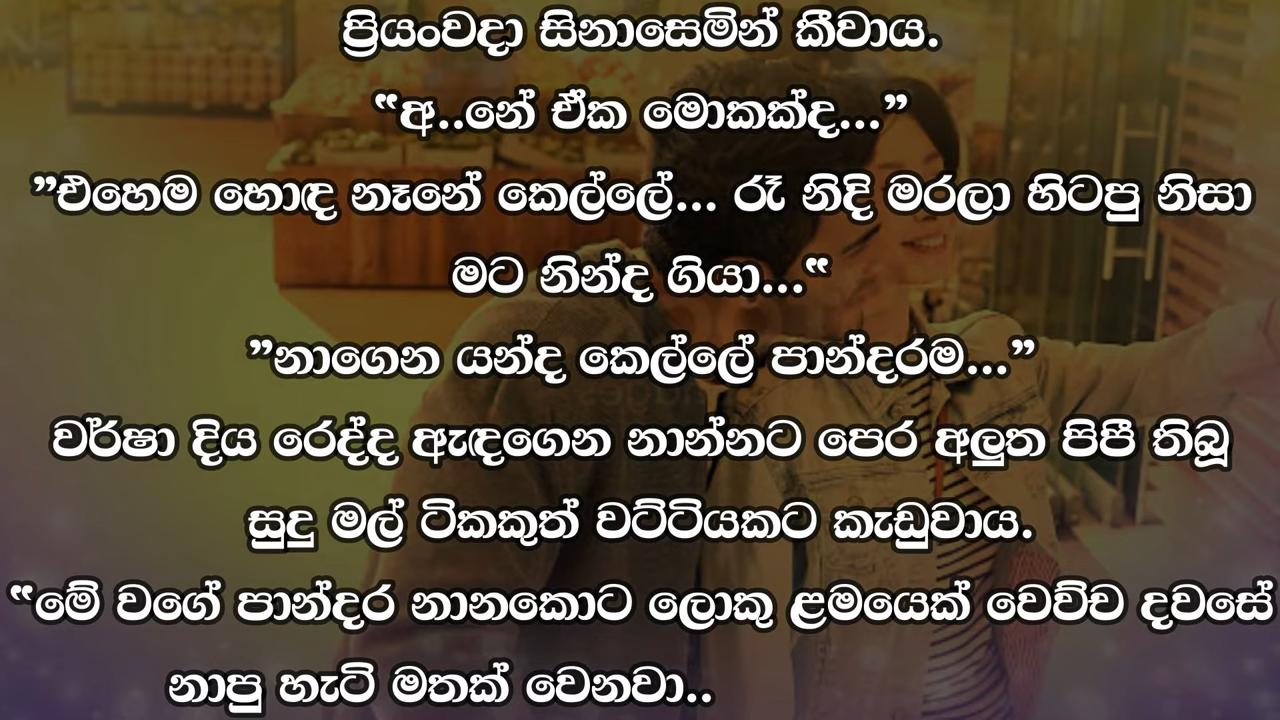 ප්‍රියංවදා සිනාසෙමින් කීවාය.
“අ..නේ ඒක මොකක්ද...”
”එහෙම හොඳ නෑනේ කෙල්ලේ... රෑ නිදි මරලා හිටපු නිසා
මට නින්ද ගියා...“
”නාගෙන යන්ද කෙල්ලේ පාන්දරම...”
වර්ෂා දිය රෙද්ද ඇඳගෙන නාන්නට පෙර අලුත පිපී තිබූ
සුදු මල් ටිකකුත් වට්ටියකට කැඩුවාය.
“මේ වගේ පාන්දර නානකොට ලොකු ළමයෙක් වෙච්ච දවසේ
නාපු හැටි මතක් වෙනවා..